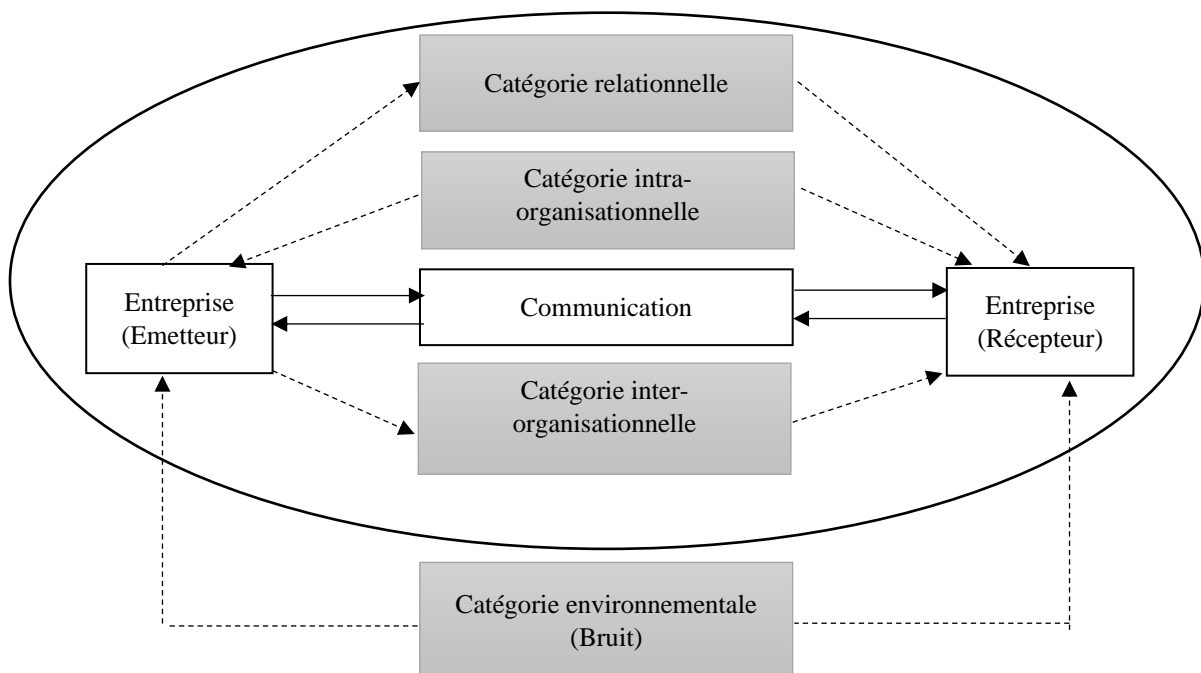 Catégorie relationnelle
Catégorie intra-
organisationnelle
Entreprise
(Emetteur)
Communication
Entreprise
(Récepteur)
Catégorie inter-
organisationnelle
Catégorie environnementale
(Bruit)